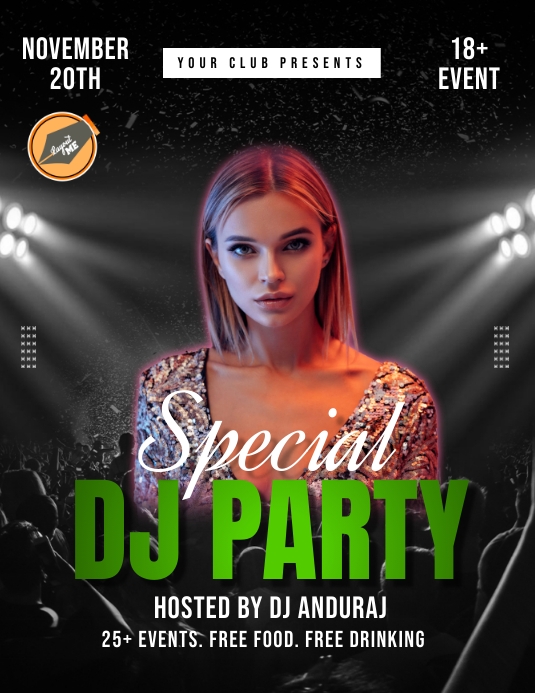 NOVEMBER
20TH
YOUR CLUB PRESENTS
18+
EVENT
ME
Special
DJ PARTY
HOSTED BY DJ ANDURAJ
25+ EVENTS. FREE FOOD. FREE DRINKING